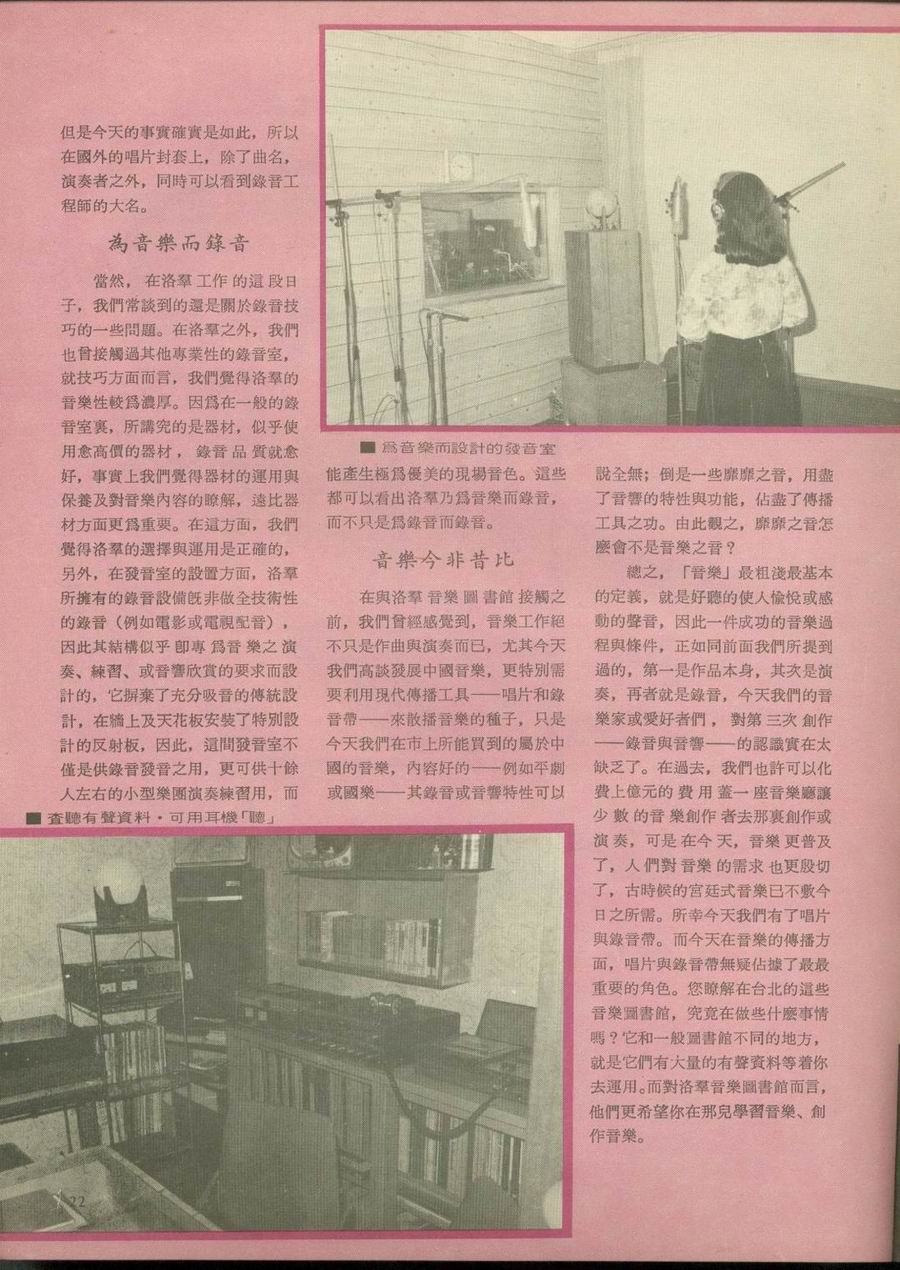 但是今天的事實確實是如此，所以
在國外的唱片封套上，除了曲名，
演奏者之外，同時可以看到錄音工
程師的大名。
為音樂而錄音
當然，在洛羣工作的這段日
子，我們常談到的還是關於錄音技
巧的一些問題。在洛羣之外，我們
也曾接觸過其他專業性的錄音室，
就技巧方面而言，我們覺得洛羣的
音樂性較爲濃厚。因爲在一般的錄
音室裏，所講究的是器材，似乎使
用愈高價的器材，錄音品質就愈
好，事實上我們覺得器材的運用與
保養及對音樂內容的瞭解，遠比器
材方面更爲重要。在這方面，我們
覺得洛羣的選擇與運用是正確的，
另外，在發音室的設置方面，洛羣
所擁有的錄音設備旣非做全技術性
的錄音（例如電影或電視配音），
因此其結構似乎卽專爲音樂之演
奏、練習、或音響欣賞的要求而設
計的，它摒棄了充分吸音的傳統設
計，在牆上及天花板安裝了特別設
計的反射板，因此，這間發音室不
僅是供錄音發音之用，更可供十餘
人左右的小型樂團演奏練習用，而
■爲音樂而設計的發音室
能產生極爲優美的現場音色。這些
都可以看出洛羣乃爲音樂而錄音，
而不只是爲錄音而錄音。
音樂今非昔比
在與洛羣音樂圖書館接觸之
前，我們曾經感覺到，音樂工作絕
不只是作曲與演奏而已，尤其今天
我們高談發展中國音樂，更特別需
要利用現代傳播工具——唱片和錄
音帶——來散播音樂的種子，只是
今天我們在市上所能買到的屬於中
國的音樂，內容好的——例如平劇
或國樂——其錄音或音響特性可以
說全無；倒是一些靡靡之音，用盡
了音響的特性與功能，佔盡了傳播
工具之功。由此觀之，靡靡之音怎
麽會不是音樂之音？
總之，「音樂」最粗淺最基本
的定義，就是好聽的使人愉悅或感
動的聲音，因此一件成功的音樂過
程與條件，正如同前面我們所提到
過的，第一是作品本身，其次是演
奏，再者就是錄音，今天我們的音
樂家或愛好者們，對第三次創作
——錄音與音響——的認識實在太
缺乏了。在過去，我們也許可以化
費上億元的費用蓋一座音樂廳讓
少數的音樂創作者去那裏創作或
演奏，可是在今天，音樂更普及
了，人們對音樂的需求也更殷切
了，古時候的宮廷式音樂已不敷今
日之所需。所幸今天我們有了唱片
與錄音帶。而今天在音樂的傳播方
面，唱片與錄音帶無疑佔據了最最
重要的角色。您瞭解在台北的這些
音樂圖書館，究竟在做些什麽事情
嗎？它和一般圖書館不同的地方，
就是它們有大量的有聲資料等着你
去運用。而對洛羣音樂圖書館而言，
他們更希望你在那兒學習音樂、創
作音樂。
■查聽有聲資料・可用耳機「聽」
22